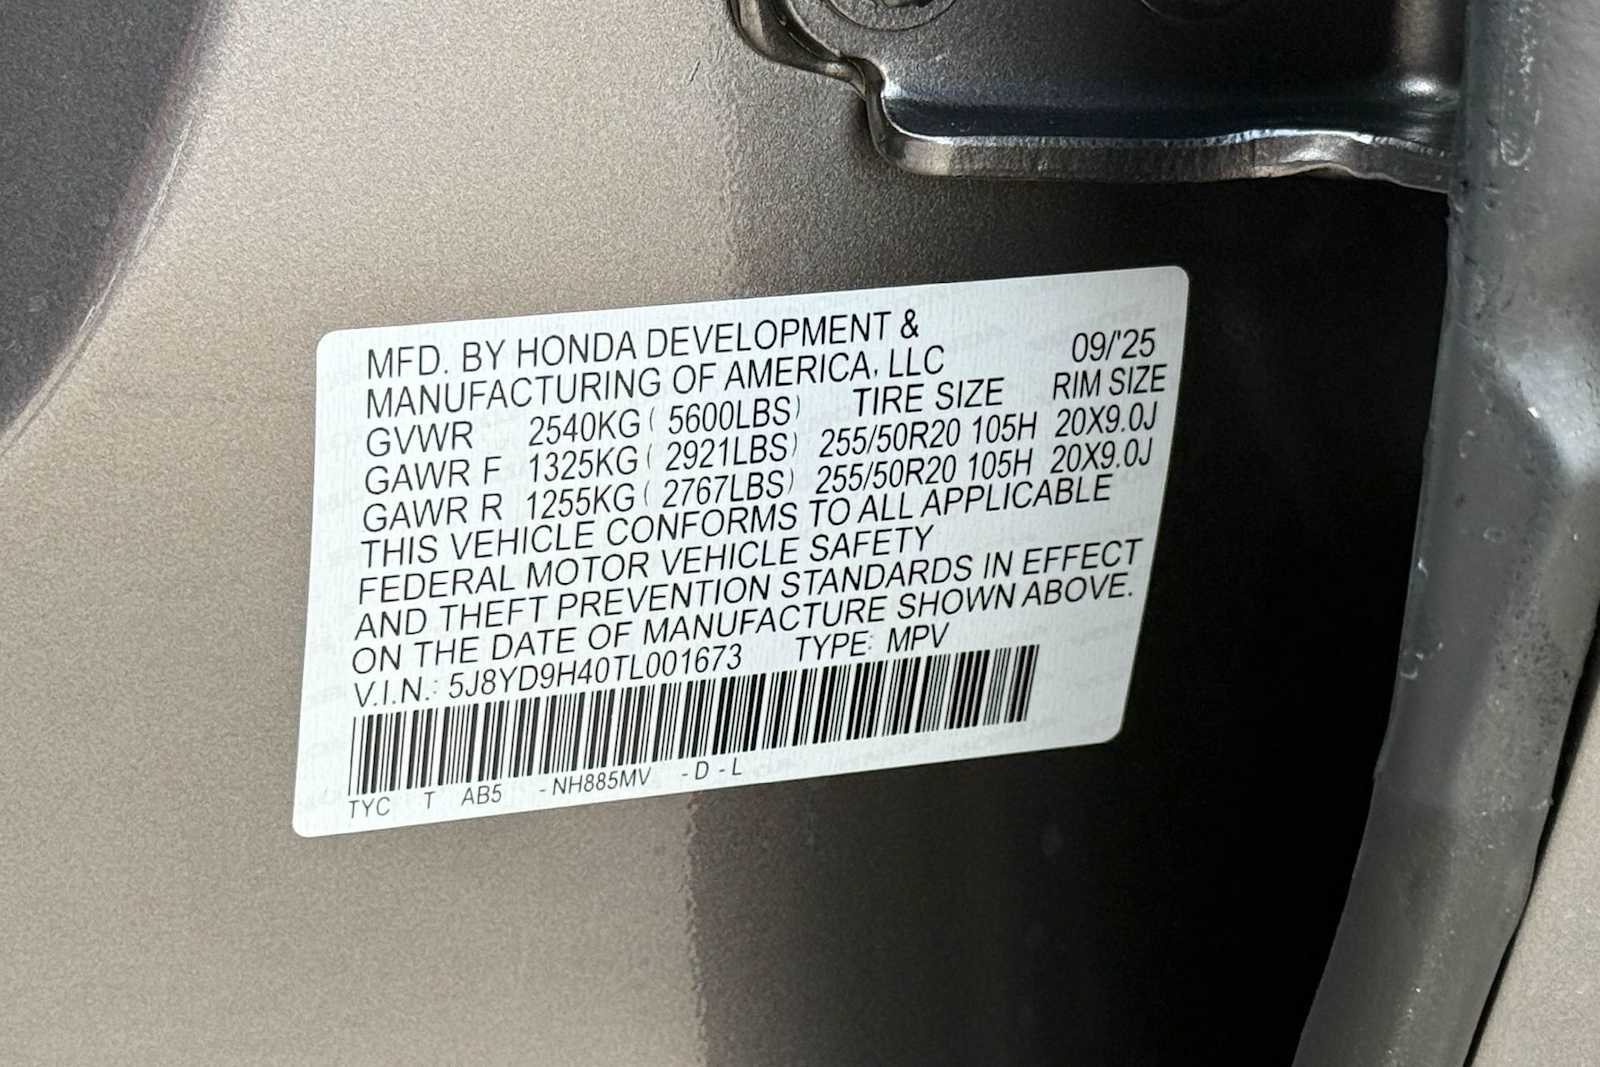 MFD. BY HONDA DEVELOPMENT &
MANUFACTURING OF AMERICA, LLC 09/'25
GVWR 2540KG ( 5600LBS) TIRE SIZE RIM SIZE
GAWR F 1325KG ( 2921LBS) 255/50R20 105H 20X9.0J
GAWR R 1255KG ( 2767LBS) 255/50R20 105H 20X9.0J
THIS VEHICLE CONFORMS TO ALL APPLICABLE
FEDERAL MOTOR VEHICLE SAFETY
AND THEFT PREVENTION STANDARDS IN EFFECT
ON THE DATE OF MANUFACTURE SHOWN ABOVE.
V.I.N.: 5J8YD9H40TL001673 TYPE: MPV
TYC T AB5 -NH885MV -D-L